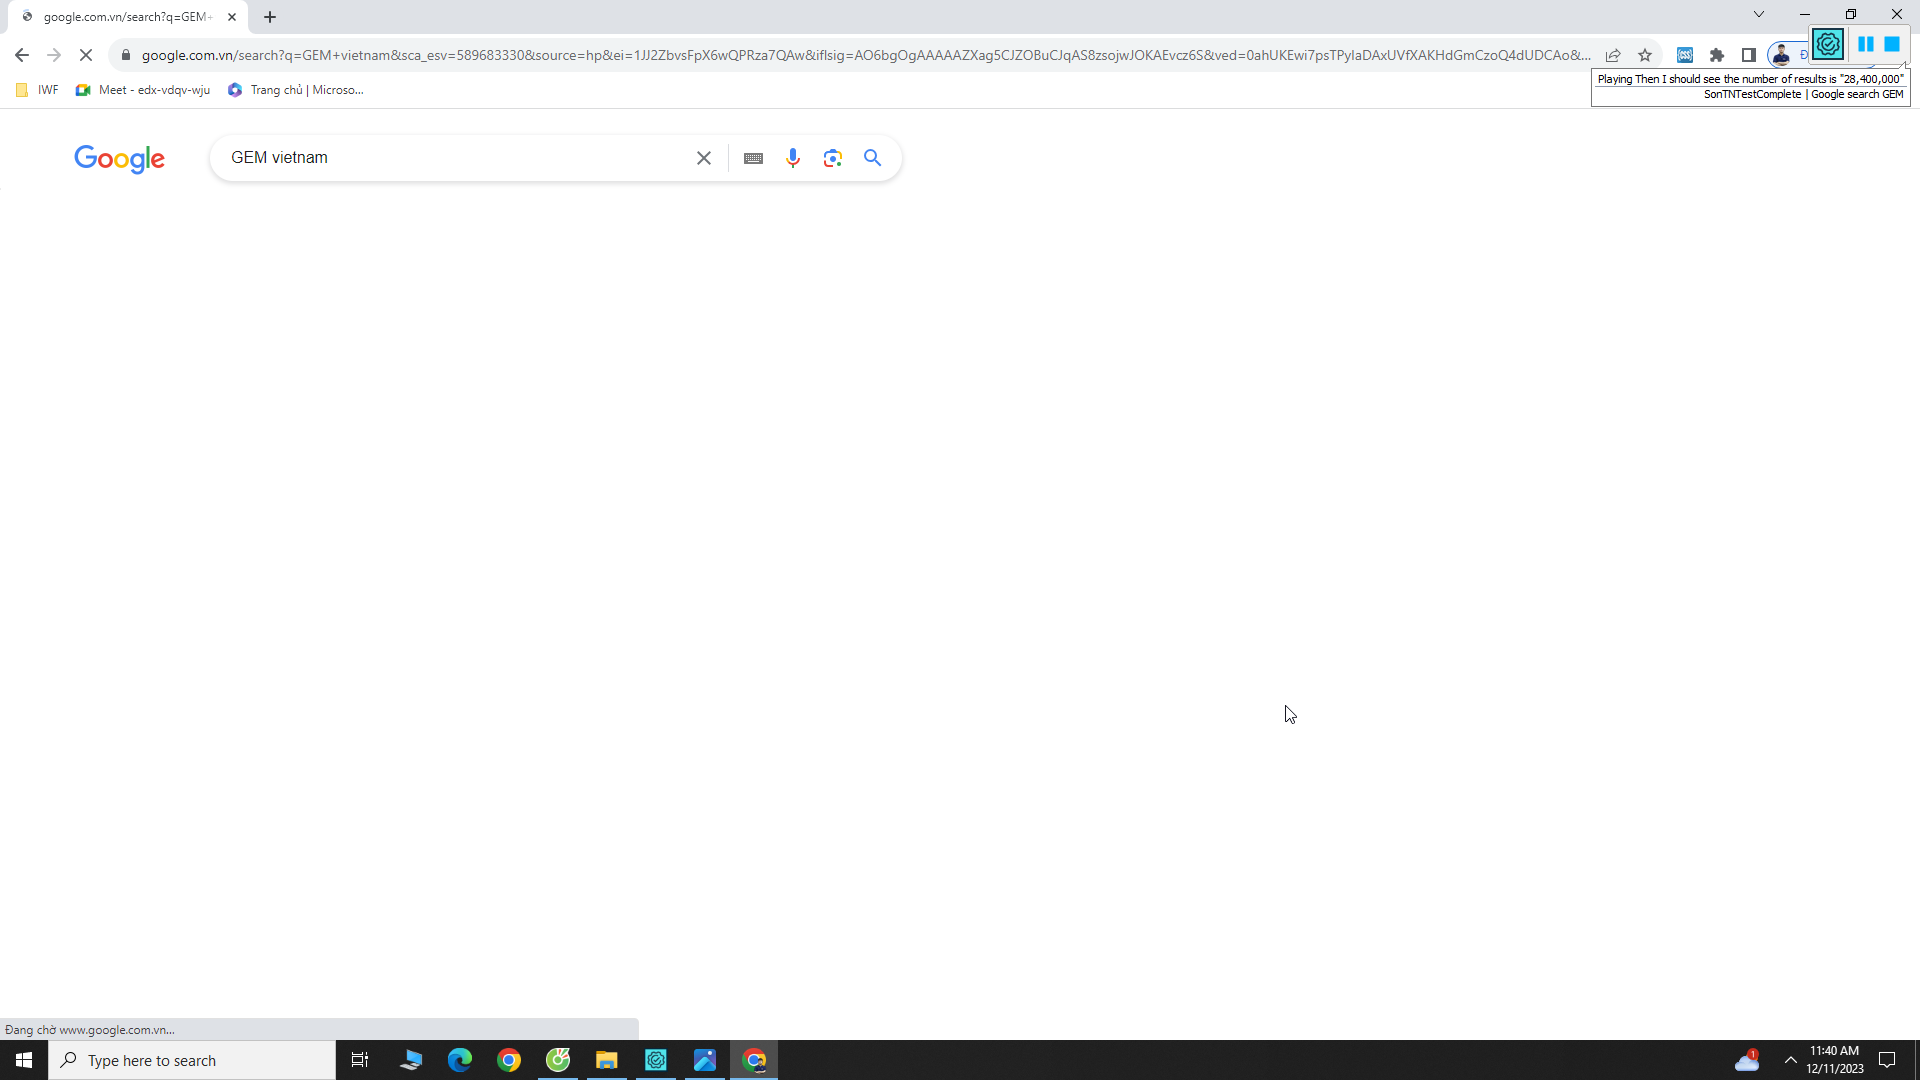 google.com.vn/search?q=GEM+
google.com.vn/search?q=GEM+vietnam&sca_esv=589683330&source=hp&ei=1JJ2ZbvsFpX6wQPRza7QAw&iflsig=AO6bgOgAAAAAZXag5CJZOBuCJqAS8zsojwJOKAEvcz6S&ved=0ahUKEwi7psTPyIaDAxUVfXAKHdGmCzoQ4dUDCAo&...
Playing Then I should see the number of results is "28,400,000"
SonTNTestComplete | Google search GEM
IWF
Meet - edx-vdqv-wju
Trang chủ | Microso...
Google
GEM vietnam
Đang chờ www.google.com.vn...
Type here to search
1
11:40 AM
12/11/2023